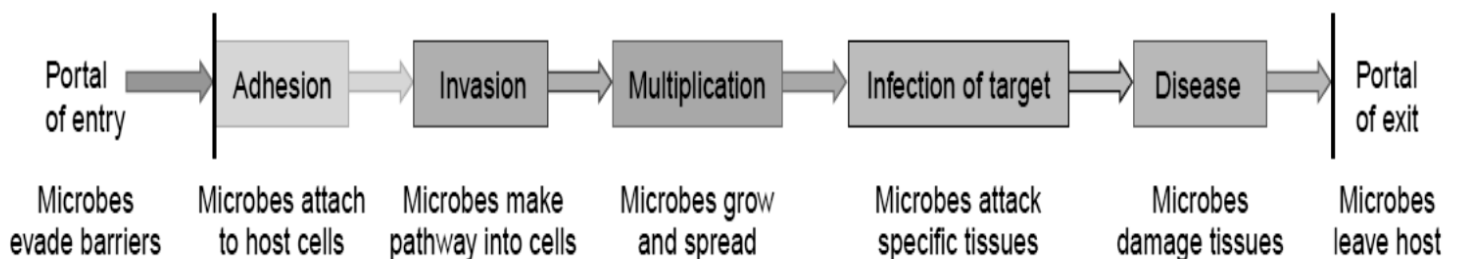 Portal
of entry
Adhesion
Invasion
Multiplication
Infection of target
Disease
Portal
of exit
Microbes
evade barriers
Microbes attach
to host cells
Microbes make
pathway into cells
Microbes grow
and spread
Microbes attack
specific tissues
Microbes
damage tissues
Microbes
leave host